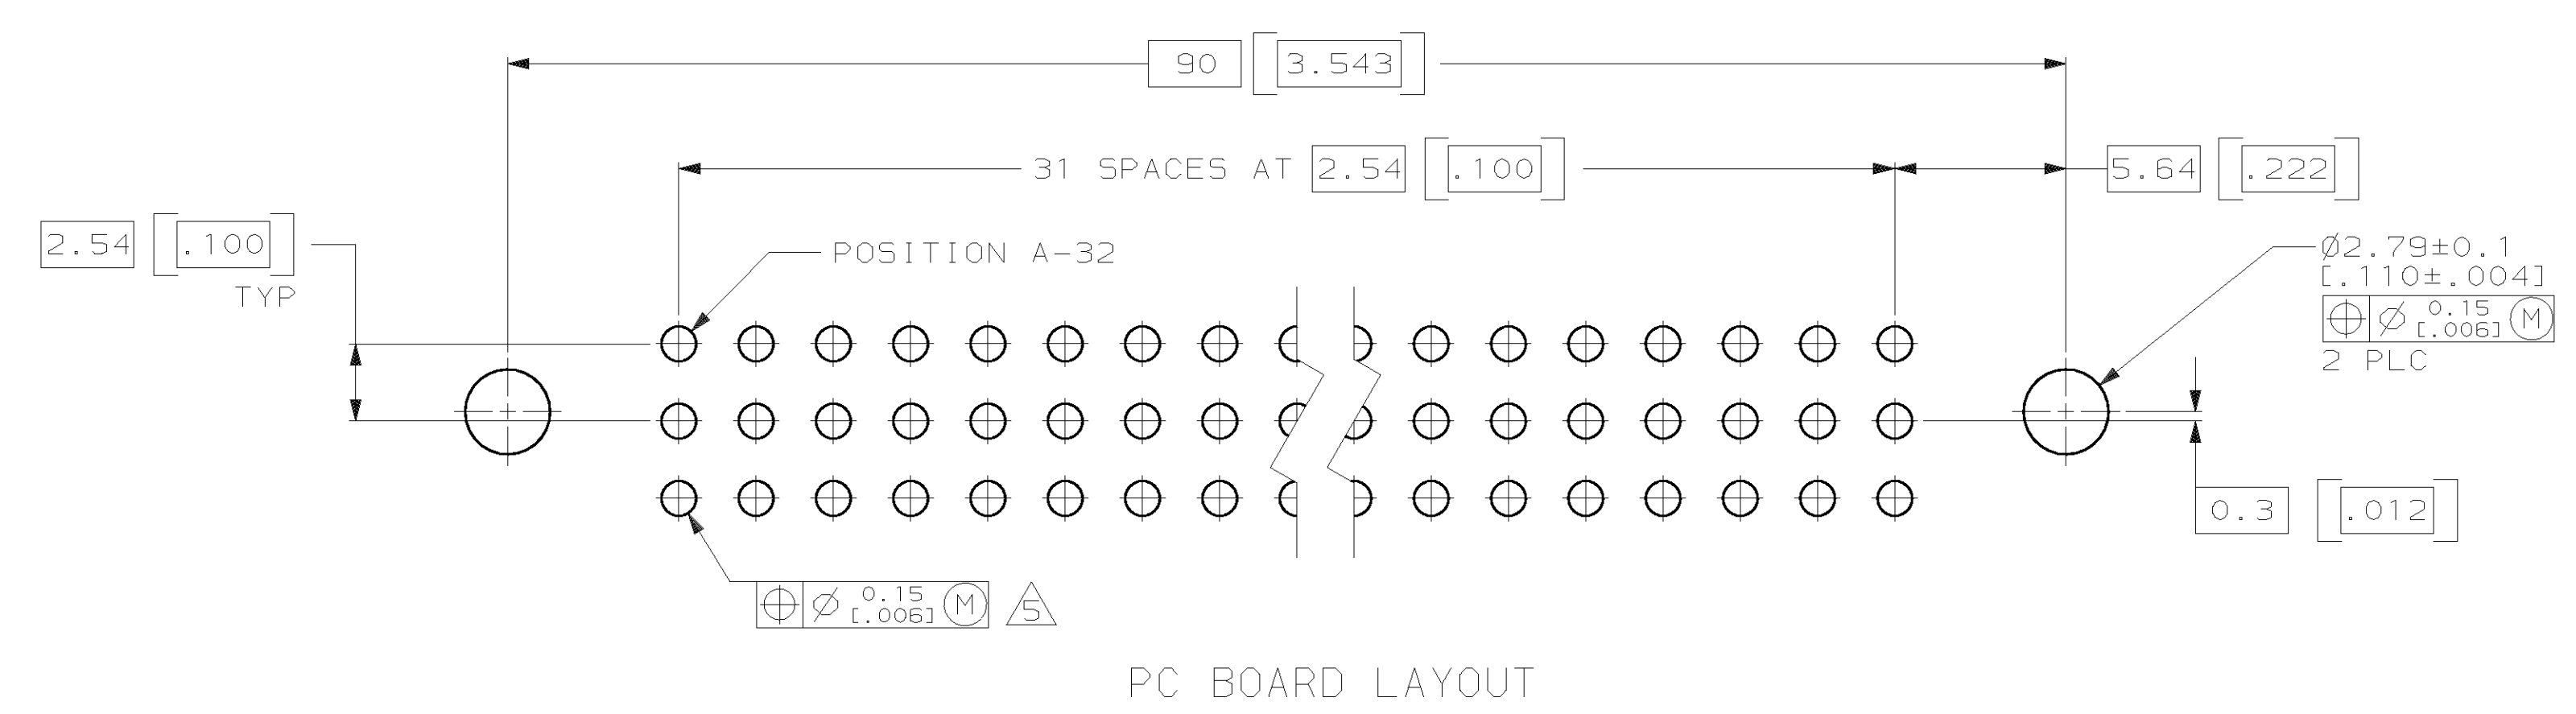 90 [3.543]
31 SPACES AT 2.54 [.100]
5.64 [.222]
2.54 [.100]
TYP
POSITION A-32
Ø2.79±0.1
[.110±.004]
⌖ Ø 0.15 [.006] Ⓜ
2 PLC
0.3 [.012]
⌖ Ø 0.15 [.006] Ⓜ 5
PC BOARD LAYOUT